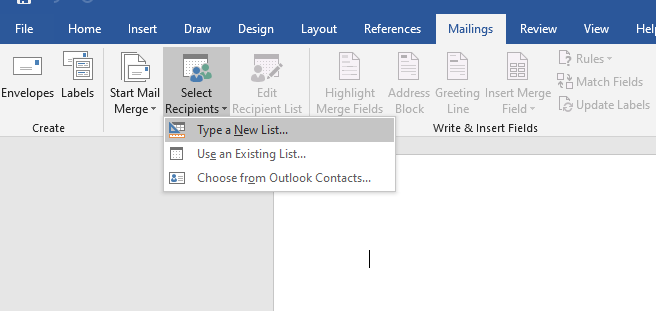 File Home Insert Draw Design Layout References Mailings Review View Hel
Envelopes Labels
Start Mail
Merge
Select
Recipients
Edit
Recipient List
Highlight
Merge Fields
Address
Block
Greeting
Line
Insert Merge
Field
Rules
Match Fields
Update Labels
Create
Write & Insert Fields
Type a New List...
Use an Existing List...
Choose from Outlook Contacts...